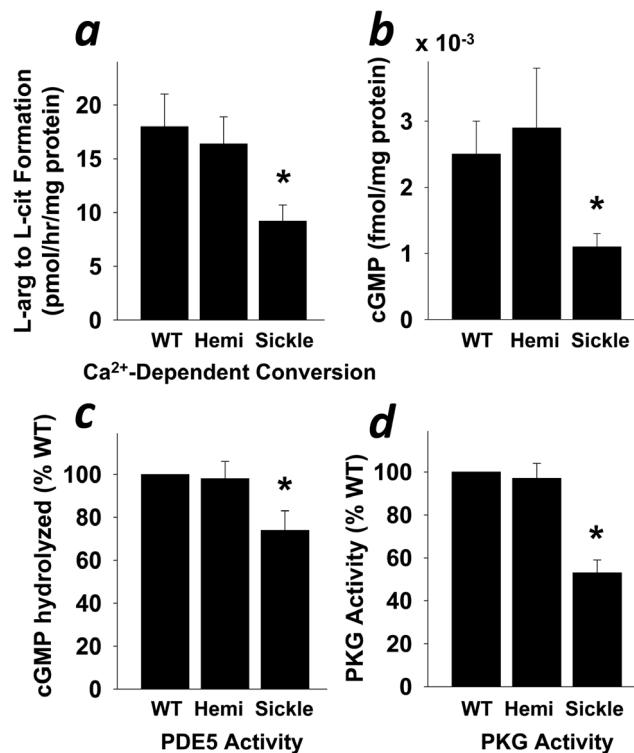 a
L-arg to L-cit Formation
(pmol/hr/mg protein)
20
15
10
5
0
*
WT Hemi Sickle
Ca²⁺-Dependent Conversion
b
x 10⁻³
cGMP (fmol/mg protein)
3
2
1
0
*
WT Hemi Sickle
c
cGMP hydrolyzed (% WT)
100
80
60
40
20
0
*
WT Hemi Sickle
PDE5 Activity
d
PKG Activity (% WT)
100
80
60
40
20
0
*
WT Hemi Sickle
PKG Activity